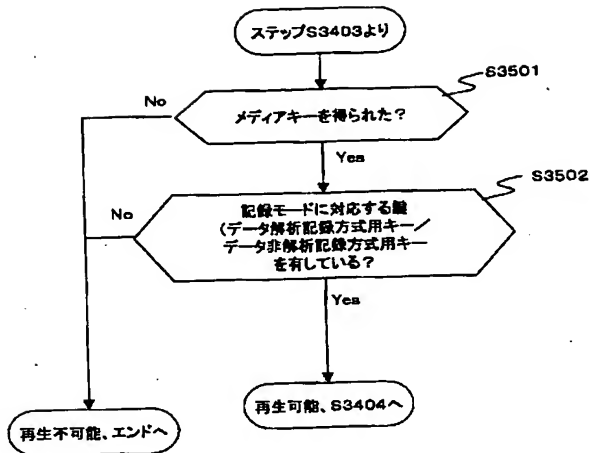 ステップS3403より
S3501
No
メディアキーを得られた?
Yes
S3502
No
記録モードに対応する鍵
(データ解析記録方式用キー/
データ非解析記録方式用キー
を有している?
Yes
再生不可能、エンドへ
再生可能、S3404へ